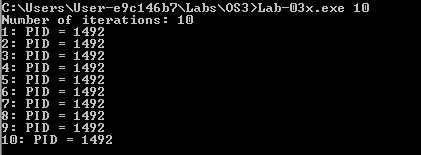 C:\Users\User-e9c146b7\Labs\OS3>Lab-03x.exe 10
Number of iterations: 10
1: PID = 1492
2: PID = 1492
3: PID = 1492
4: PID = 1492
5: PID = 1492
6: PID = 1492
7: PID = 1492
8: PID = 1492
9: PID = 1492
10: PID = 1492